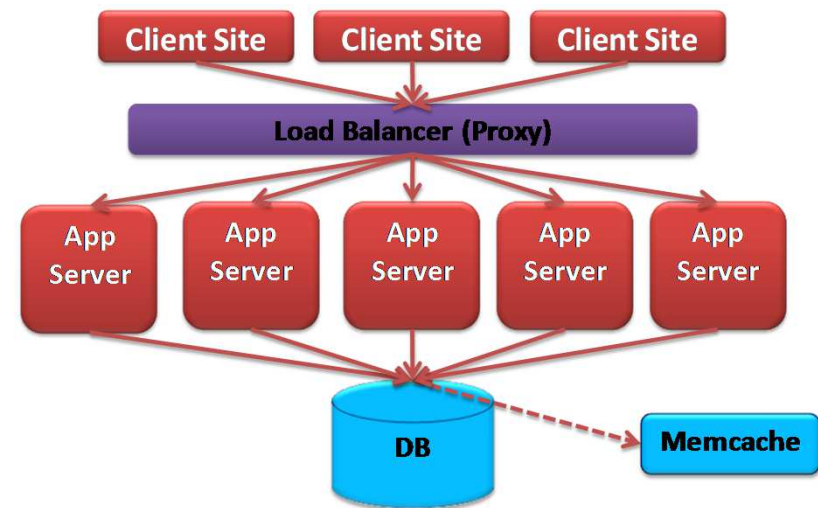 Client Site
Client Site
Client Site
Load Balancer (Proxy)
App
Server
App
Server
App
Server
App
Server
App
Server
DB
Memcache